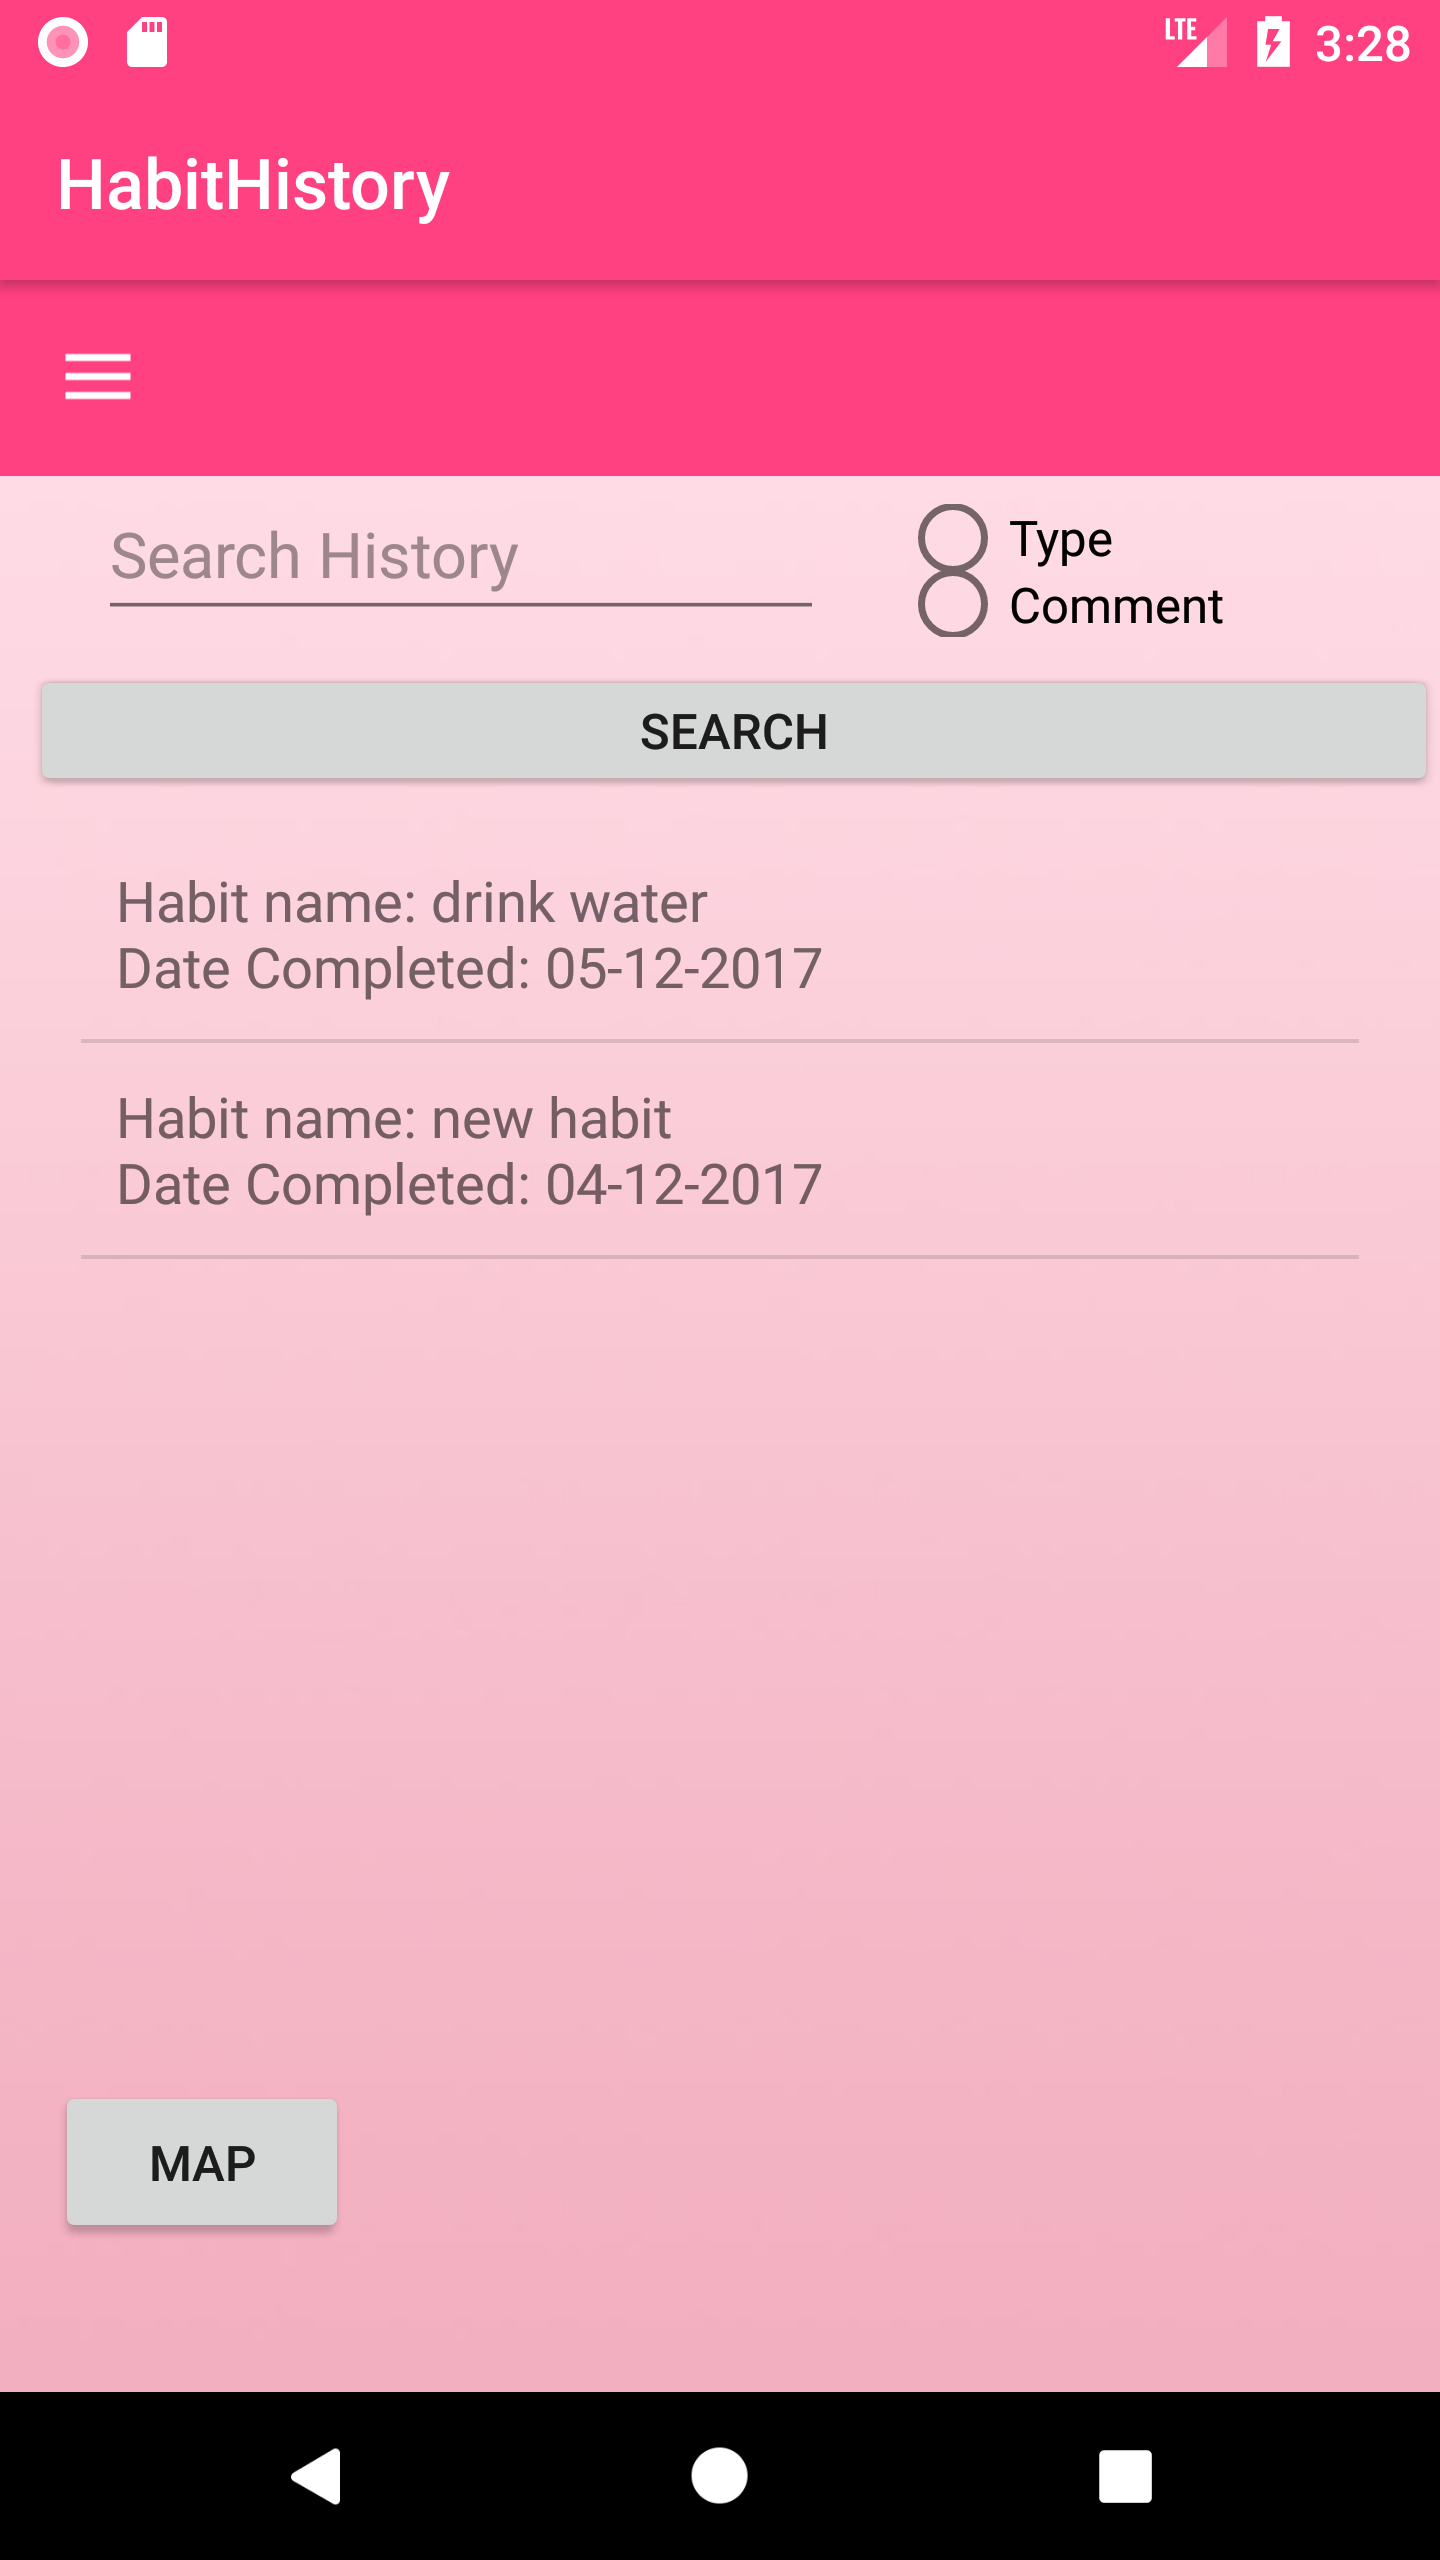 LTE 3:28
HabitHistory
Search History
Type
Comment
SEARCH
Habit name: drink water
Date Completed: 05-12-2017
Habit name: new habit
Date Completed: 04-12-2017
MAP